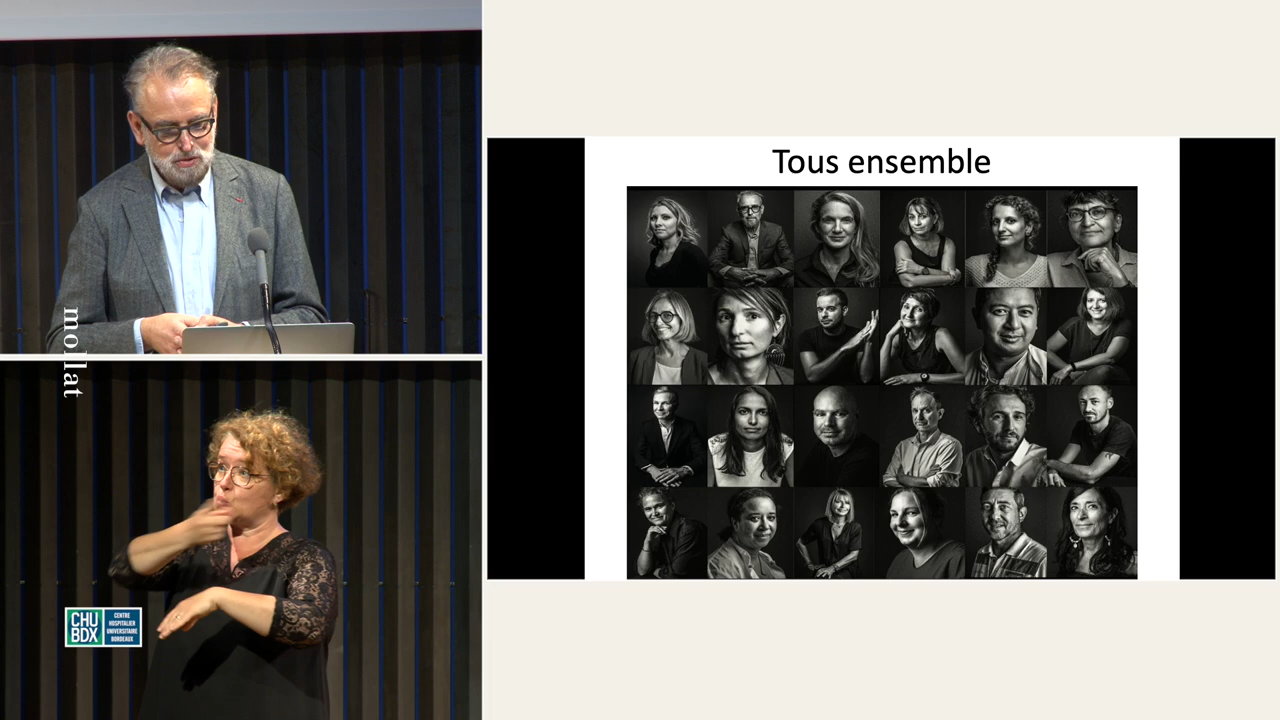 Tous ensemble
mollat
CHU
BDX
CENTRE
HOSPITALIER
UNIVERSITAIRE
BORDEAUX